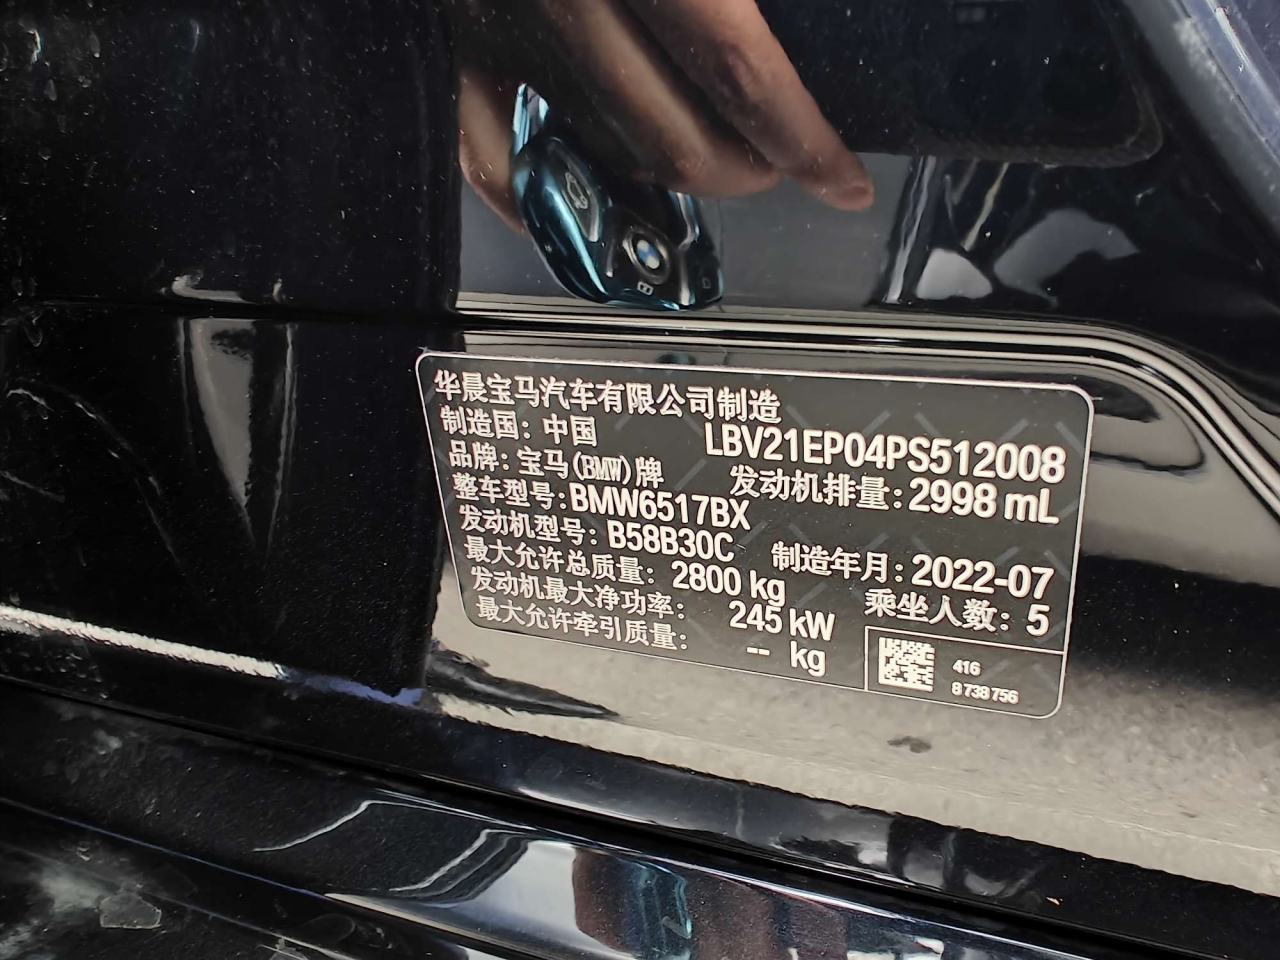 华晨宝马汽车有限公司制造
制造国：中国 LBV21EP04PS512008
品牌：宝马(BMW)牌 发动机排量：2998 mL
整车型号：BMW6517BX
发动机型号：B58B30C 制造年月：2022-07
最大允许总质量：2800 kg 乘坐人数：5
发动机最大净功率：245 kW
最大允许牵引质量：-- kg
416
8738756